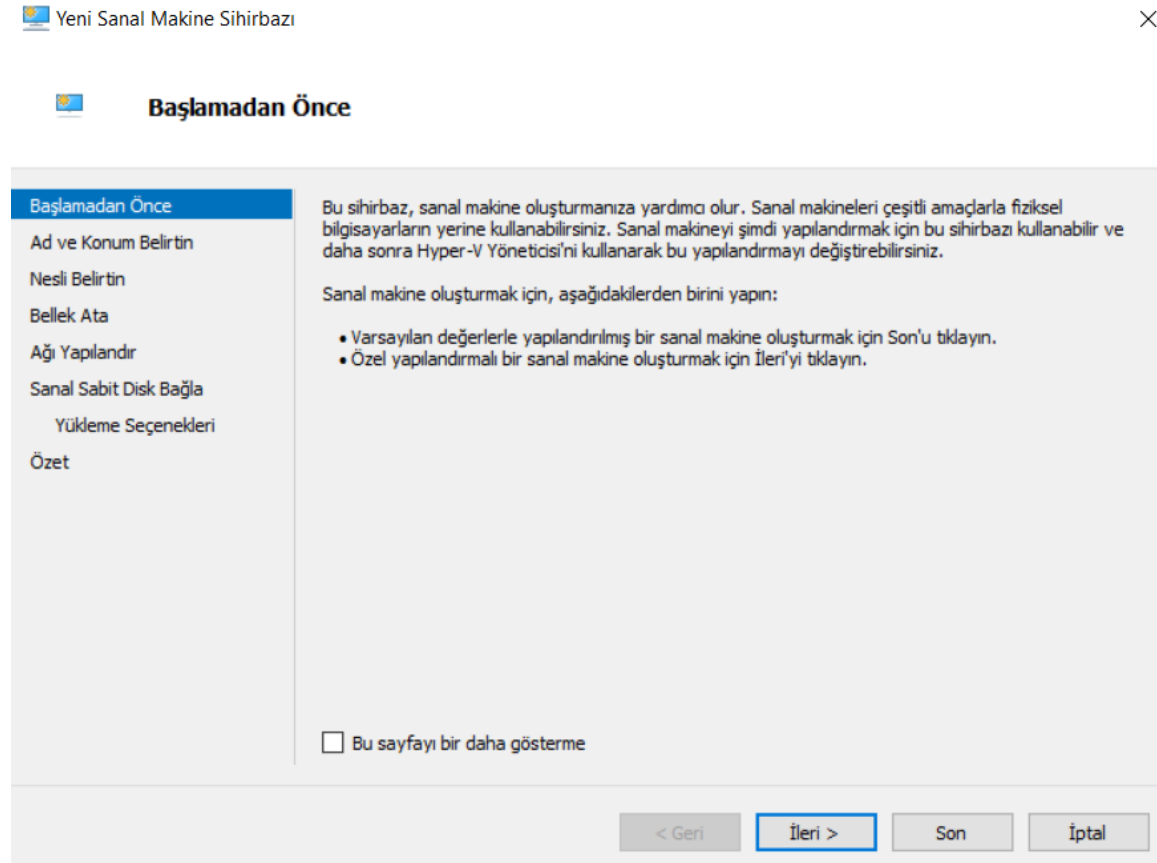 Yeni Sanal Makine Sihirbazı
Başlamadan Önce
Başlamadan Önce
Ad ve Konum Belirtin
Nesli Belirtin
Bellek Ata
Ağı Yapılandır
Sanal Sabit Disk Bağla
Yükleme Seçenekleri
Özet
Bu sihirbaz, sanal makine oluşturmanıza yardımcı olur. Sanal makineleri çeşitli amaçlarla fiziksel
bilgisayarların yerine kullanabilirsiniz. Sanal makineyi şimdi yapılandırmak için bu sihirbazı kullanabilir ve
daha sonra Hyper-V Yöneticisi'ni kullanarak bu yapılandırmayı değiştirebilirsiniz.
Sanal makine oluşturmak için, aşağıdakilerden birini yapın:
• Varsayılan değerlerle yapılandırılmış bir sanal makine oluşturmak için Son'u tıklayın.
• Özel yapılandırmalı bir sanal makine oluşturmak için İleri'yi tıklayın.
Bu sayfayı bir daha gösterme
< Geri
İleri >
Son
İptal